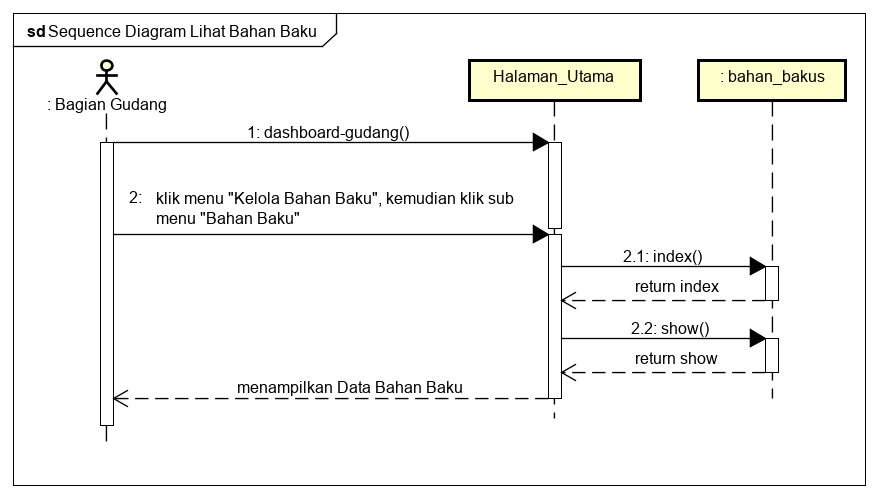 sd Sequence Diagram Lihat Bahan Baku
: Bagian Gudang
Halaman_Utama
: bahan_bakus
1: dashboard-gudang()
2: klik menu "Kelola Bahan Baku", kemudian klik sub
menu "Bahan Baku"
2.1: index()
return index
2.2: show()
return show
menampilkan Data Bahan Baku